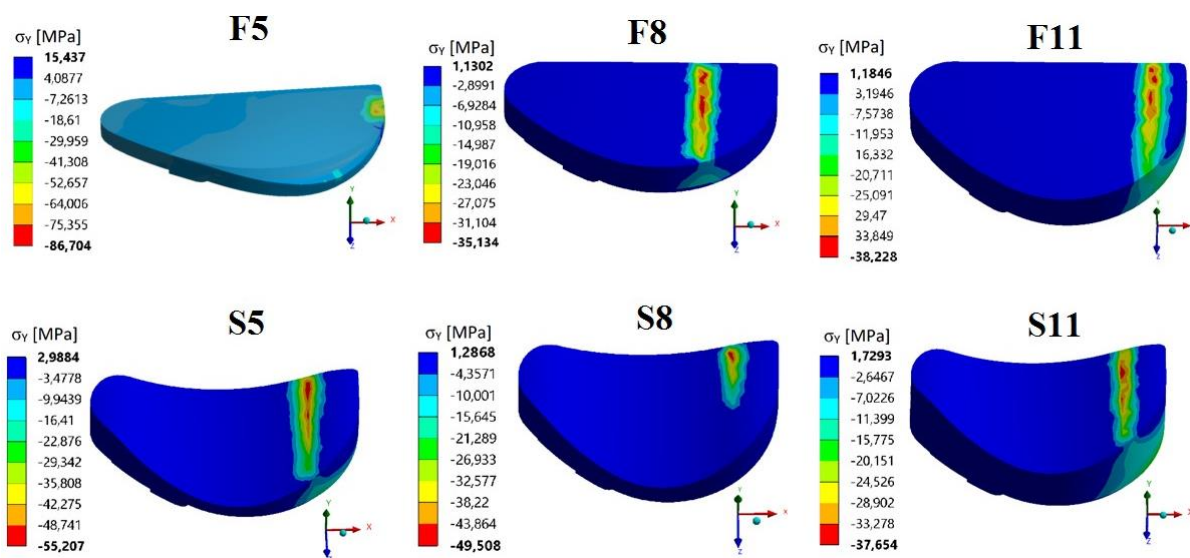 F5
σY [MPa]
15,437
4,0877
-7,2613
-18,61
-29,959
-41,308
-52,657
-64,006
-75,355
-86,704
Y
X
Z
F8
σY [MPa]
1,1302
-2,8991
-6,9284
-10,958
-14,987
-19,016
-23,046
-27,075
-31,104
-35,134
Y
X
Z
F11
σY [MPa]
1,1846
3,1946
-7,5738
-11,953
16,332
-20,711
-25,091
29,47
33,849
-38,228
Y
X
Z
S5
σY [MPa]
2,9884
-3,4778
-9,9439
-16,41
-22,876
-29,342
-35,808
-42,275
-48,741
-55,207
Y
X
Z
S8
σY [MPa]
1,2868
-4,3571
-10,001
-15,645
-21,289
-26,933
-32,577
-38,22
-43,864
-49,508
Y
X
Z
S11
σY [MPa]
1,7293
-2,6467
-7,0226
-11,399
-15,775
-20,151
-24,526
-28,902
-33,278
-37,654
Y
X
Z